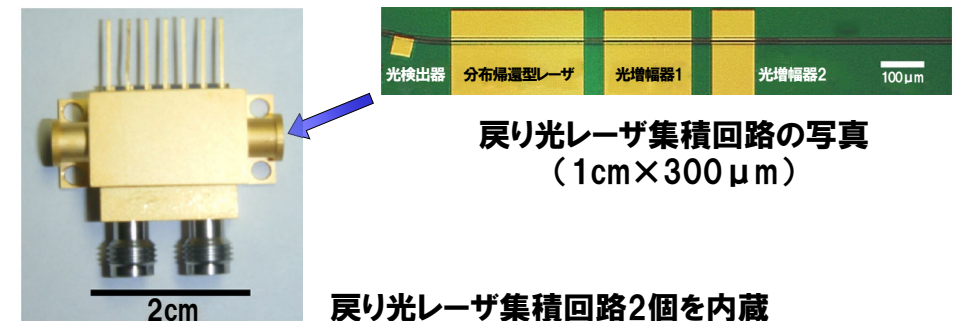 光検出器 分布帰還型レーザ 光増幅器1 光増幅器2 100μm
戻り光レーザ集積回路の写真
（1cm×300μm）
2cm
戻り光レーザ集積回路2個を内蔵